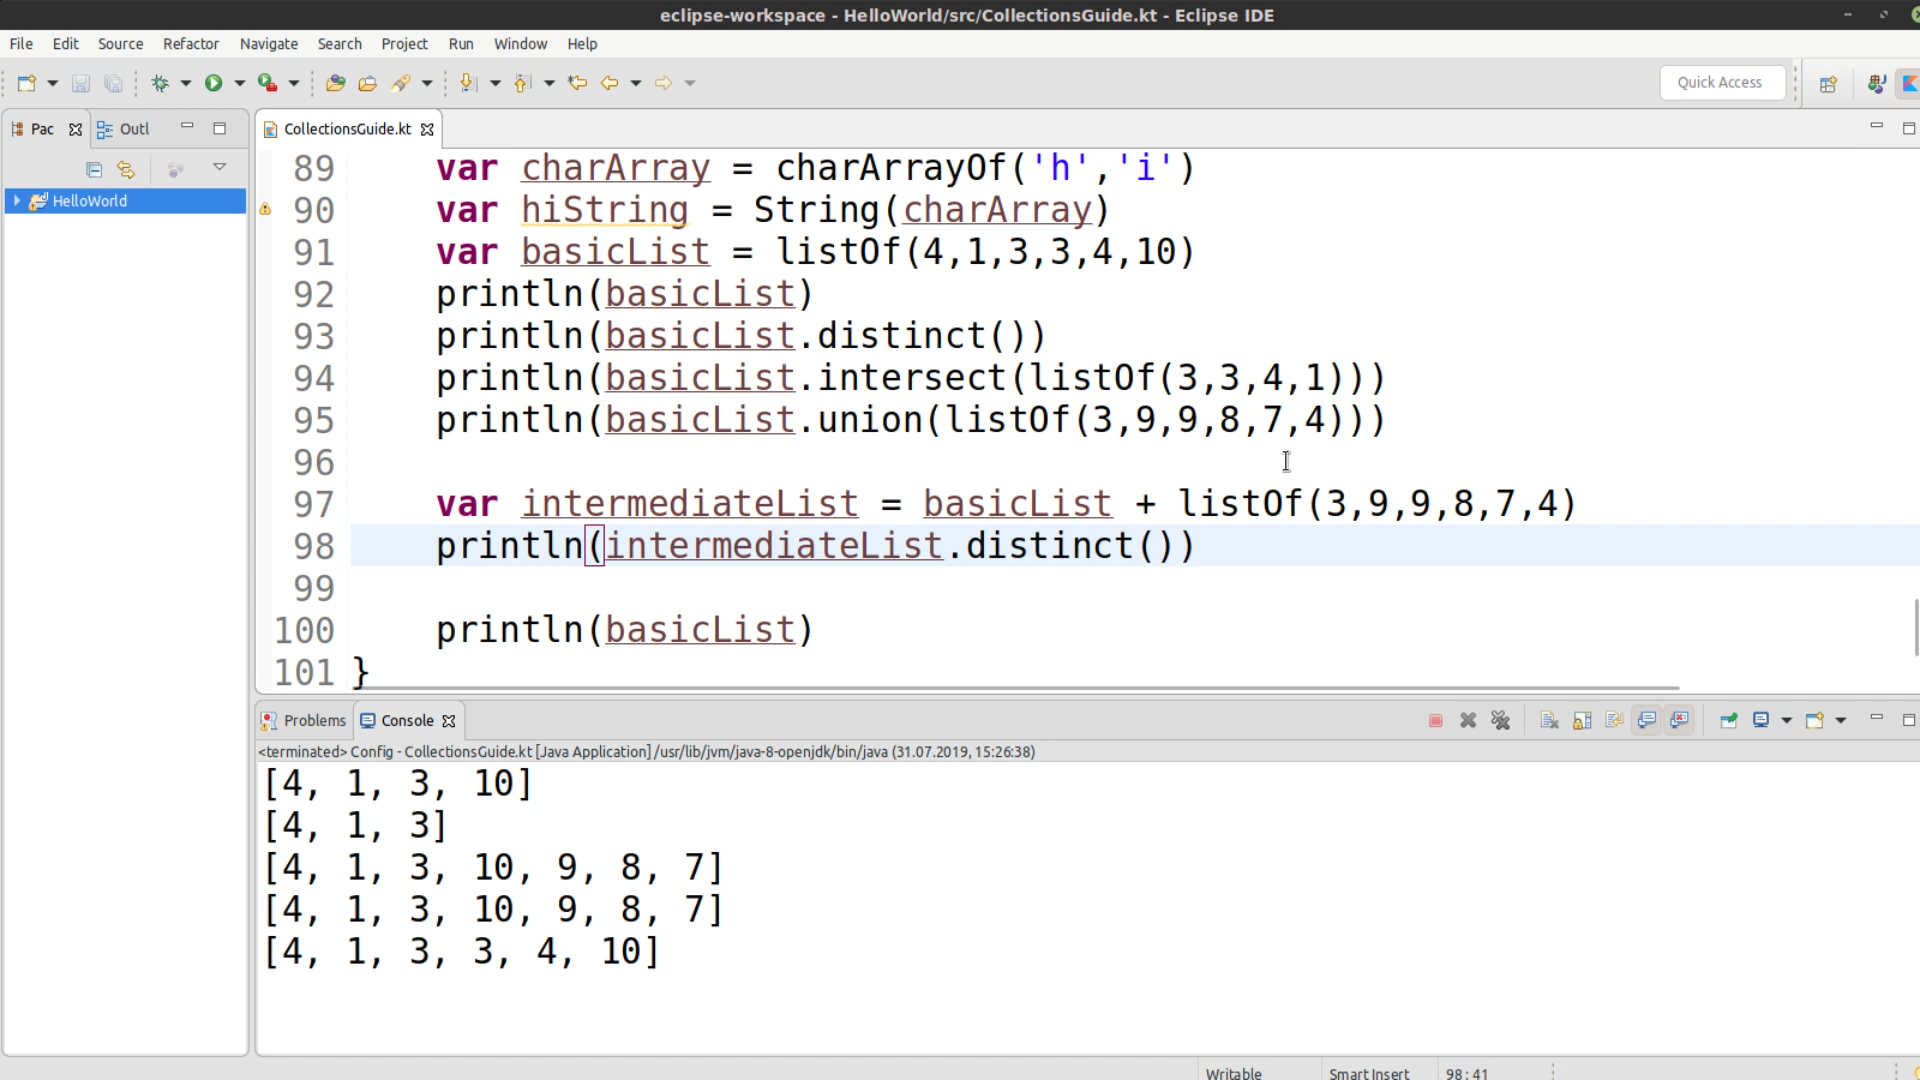 eclipse-workspace - HelloWorld/src/CollectionsGuide.kt - Eclipse IDE
File Edit Source Refactor Navigate Search Project Run Window Help
Quick Access
Pac Outl
CollectionsGuide.kt
HelloWorld
89 var charArray = charArrayOf('h','i')
90 var hiString = String(charArray)
91 var basicList = listOf(4,1,3,3,4,10)
92 println(basicList)
93 println(basicList.distinct())
94 println(basicList.intersect(listOf(3,3,4,1)))
95 println(basicList.union(listOf(3,9,9,8,7,4)))
96
97 var intermediateList = basicList + listOf(3,9,9,8,7,4)
98 println(intermediateList.distinct())
99
100 println(basicList)
101 }
Problems Console
<terminated> Config - CollectionsGuide.kt [Java Application] /usr/lib/jvm/java-8-openjdk/bin/java (31.07.2019, 15:26:38)
[4, 1, 3, 10]
[4, 1, 3]
[4, 1, 3, 10, 9, 8, 7]
[4, 1, 3, 10, 9, 8, 7]
[4, 1, 3, 3, 4, 10]
Writable Smart Insert 98:41